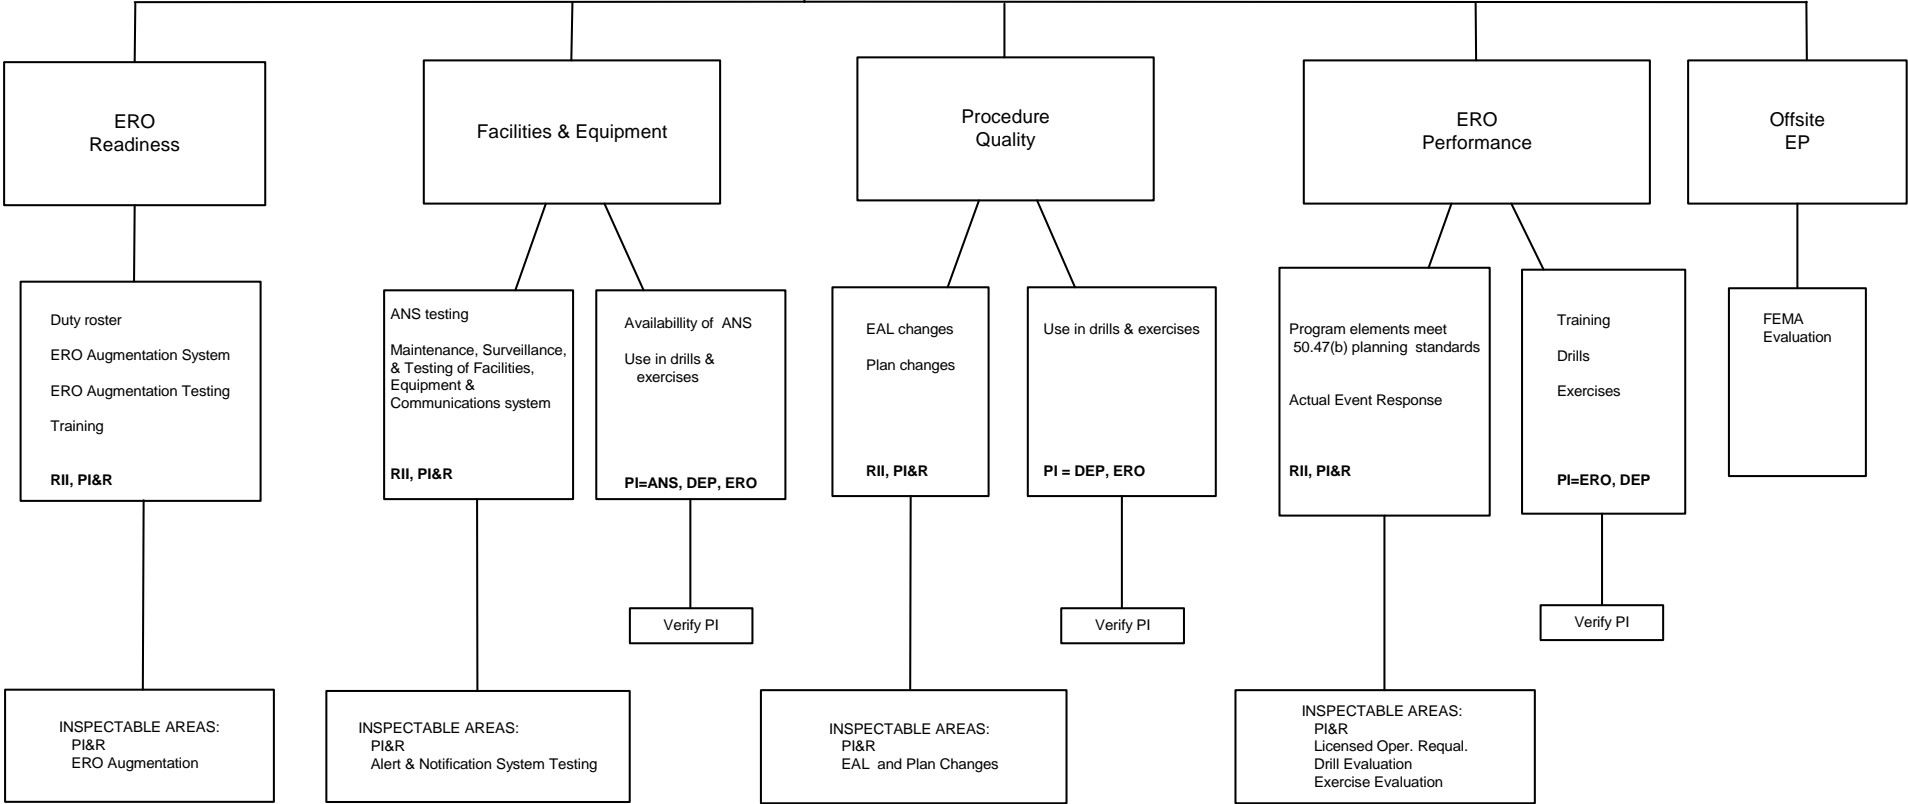 ERO
Readiness
Facilities & Equipment
Procedure
Quality
ERO
Performance
Offsite
EP
Duty roster
ERO Augmentation System
ERO Augmentation Testing
Training
RII, PI&R
ANS testing
Maintenance, Surveillance,
& Testing of Facilities,
Equipment &
Communications system
RII, PI&R
Availabillity of ANS
Use in drills &
exercises
PI=ANS, DEP, ERO
EAL changes
Plan changes
RII, PI&R
Use in drills & exercises
PI = DEP, ERO
Program elements meet
50.47(b) planning standards
Actual Event Response
RII, PI&R
Training
Drills
Exercises
PI=ERO, DEP
FEMA
Evaluation
Verify PI
Verify PI
Verify PI
INSPECTABLE AREAS:
PI&R
ERO Augmentation
INSPECTABLE AREAS:
PI&R
Alert & Notification System Testing
INSPECTABLE AREAS:
PI&R
EAL and Plan Changes
INSPECTABLE AREAS:
PI&R
Licensed Oper. Requal.
Drill Evaluation
Exercise Evaluation